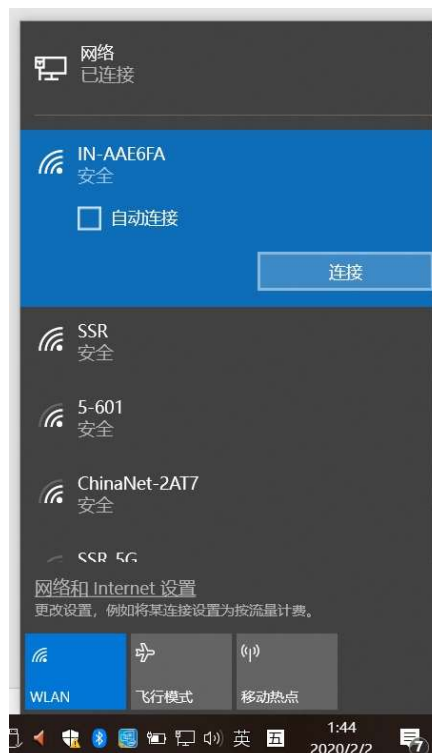 网络
已连接
IN-AAE6FA
安全
自动连接
连接
SSR
安全
5-601
安全
ChinaNet-2AT7
安全
SSR_5G
网络和 Internet 设置
更改设置，例如将某连接设置为按流量计费。
WLAN
飞行模式
移动热点
英
五
1:44
2020/2/2
7